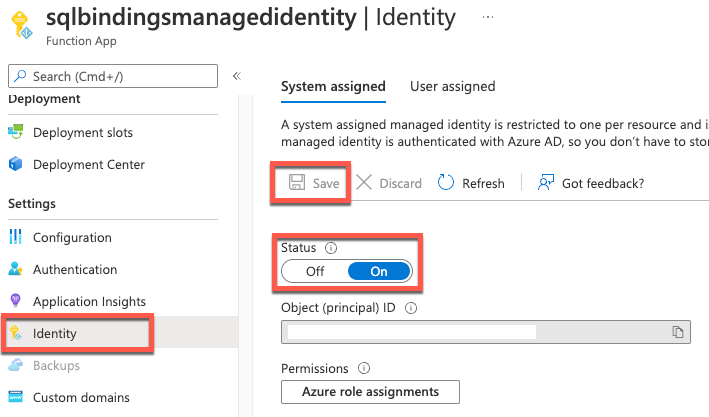 sqlbindingsmanagedidentity | Identity ...
Function App
Search (Cmd+/)
«
Deployment
Deployment slots
Deployment Center
Settings
Configuration
Authentication
Application Insights
Identity
Backups
Custom domains
System assigned User assigned
A system assigned managed identity is restricted to one per resource and i
managed identity is authenticated with Azure AD, so you don't have to stor
Save Discard Refresh Got feedback?
Status
Off On
Object (principal) ID
Permissions
Azure role assignments